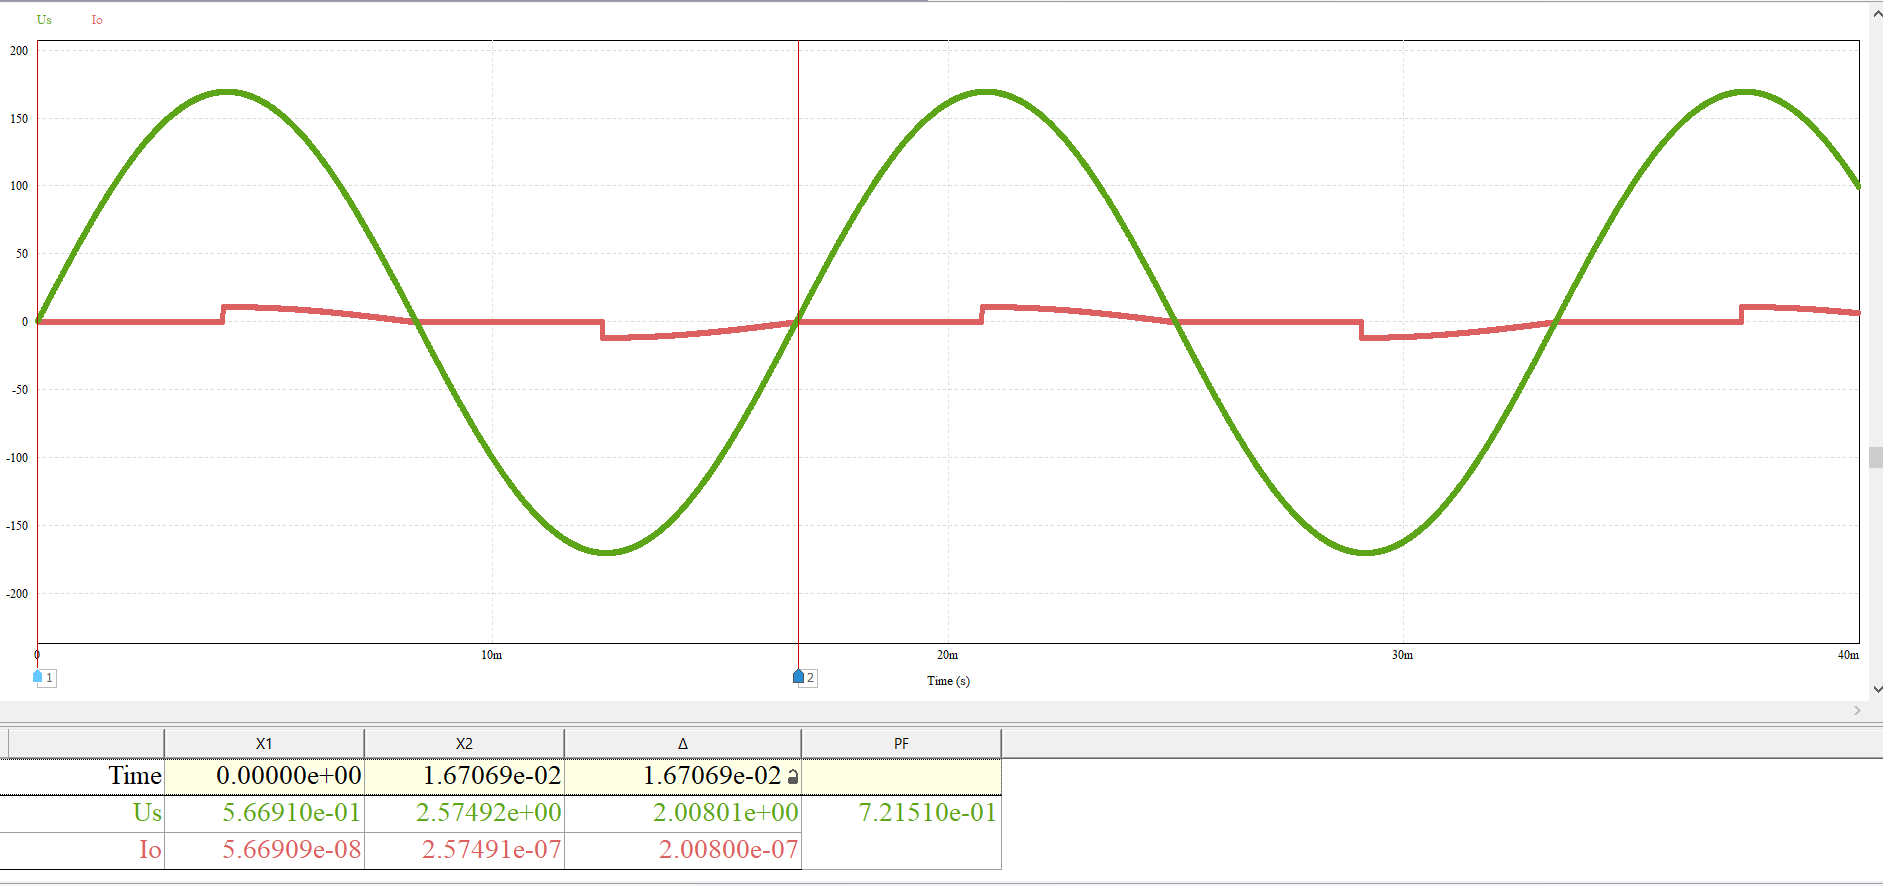 Us Io
200
150
100
50
0
-50
-100
-150
-200
0 10m 20m 30m 40m
1 2
Time (s)
X1 X2 Δ PF
Time 0.00000e+00 1.67069e-02 1.67069e-02
Us 5.66910e-01 2.57492e+00 2.00801e+00 7.21510e-01
Io 5.66909e-08 2.57491e-07 2.00800e-07